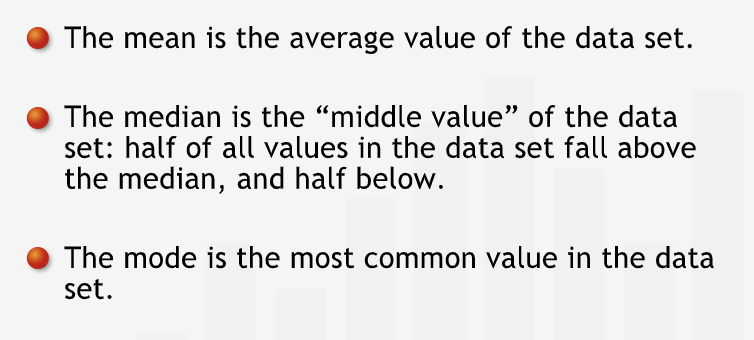 The mean is the average value of the data set.
The median is the “middle value” of the data
set: half of all values in the data set fall above
the median, and half below.
The mode is the most common value in the data
set.